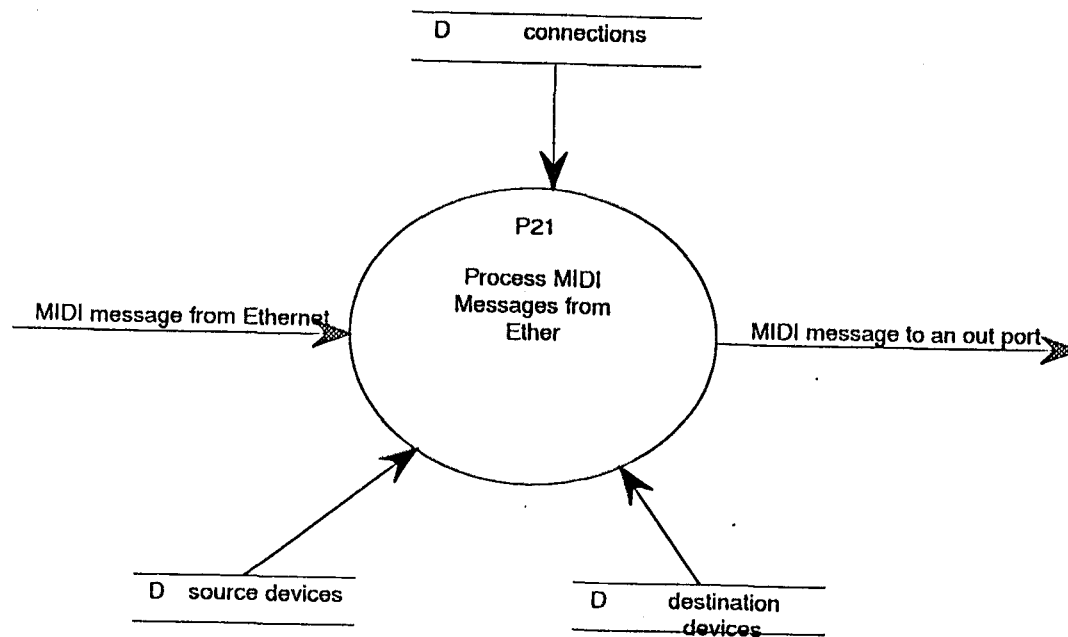 D connections
P21
Process MIDI
Messages from
Ether
MIDI message from Ethernet
MIDI message to an out port
D source devices
D destination
devices